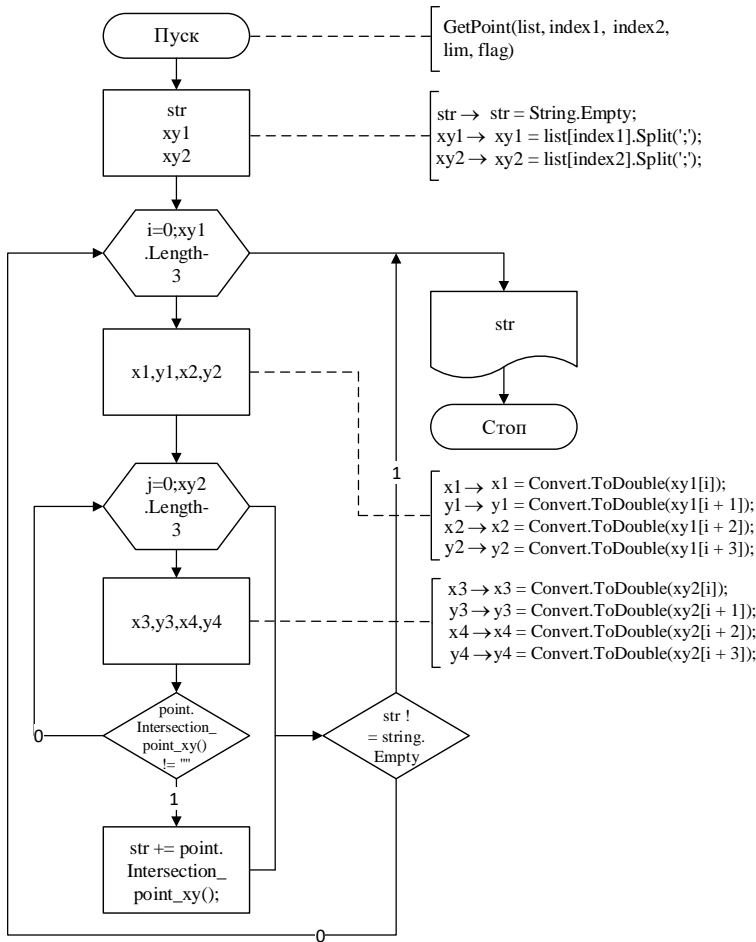 Пуск
GetPoint(list, index1, index2,
lim, flag)
str
xy1
xy2
str → str = String.Empty;
xy1 → xy1 = list[index1].Split(';');
xy2 → xy2 = list[index2].Split(';');
i=0;xy1
.Length-
3
str
x1,y1,x2,y2
Стоп
j=0;xy2
.Length-
3
1
x1 → x1 = Convert.ToDouble(xy1[i]);
y1 → y1 = Convert.ToDouble(xy1[i + 1]);
x2 → x2 = Convert.ToDouble(xy1[i + 2]);
y2 → y2 = Convert.ToDouble(xy1[i + 3]);
x3,y3,x4,y4
x3 → x3 = Convert.ToDouble(xy2[i]);
y3 → y3 = Convert.ToDouble(xy2[i + 1]);
x4 → x4 = Convert.ToDouble(xy2[i + 2]);
y4 → y4 = Convert.ToDouble(xy2[i + 3]);
point.
Intersection_
point_xy()
!= ""
0
str !
= string.
Empty
1
str += point.
Intersection_
point_xy();
0